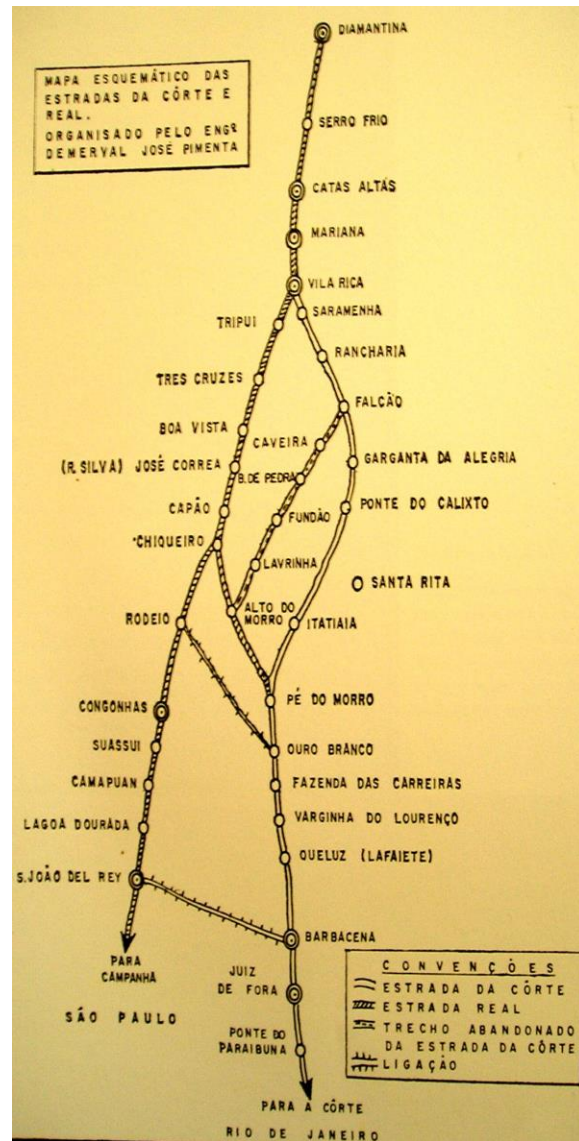 MAPA ESQUEMÁTICO DAS
ESTRADAS DA CÔRTE E
REAL.
ORGANISADO PELO ENGº
DEMERVAL JOSÉ PIMENTA
DIAMANTINA
SERRO FRIO
CATAS ALTÁS
MARIANA
VILA RICA
SARAMENHA
TRIPUI
RANCHARIA
TRES CRUZES
FALCÃO
BOA VISTA
CAVEIRA
GARGANTA DA ALEGRIA
(R. SILVA) JOSÉ CORREA
B. DE PEDRA
CAPÃO
PONTE DO CALIXTO
FUNDÃO
CHIQUEIRO
LAVRINHA
SANTA RITA
RODEIO
ALTO DO
MORRO
ITATIAIA
PÉ DO MORRO
CONGONHAS
SUASSUI
OURO BRANCO
CAMAPUAN
FAZENDA DAS CARREIRAS
LAGOA DOURADA
VARGINHA DO LOURENÇO
QUELUZ (LAFAIETE)
S. JOÃO DEL REY
BARBACENA
PARA
CAMPANHA
SÃO PAULO
JUIZ
DE FORA
PONTE DO
PARAIBUNA
PARA A CÔRTE
RIO DE JANEIRO
CONVENÇÕES
ESTRADA DA CÔRTE
ESTRADA REAL
TRECHO ABANDONADO
DA ESTRADA DA CÔRTE
LIGAÇÃO